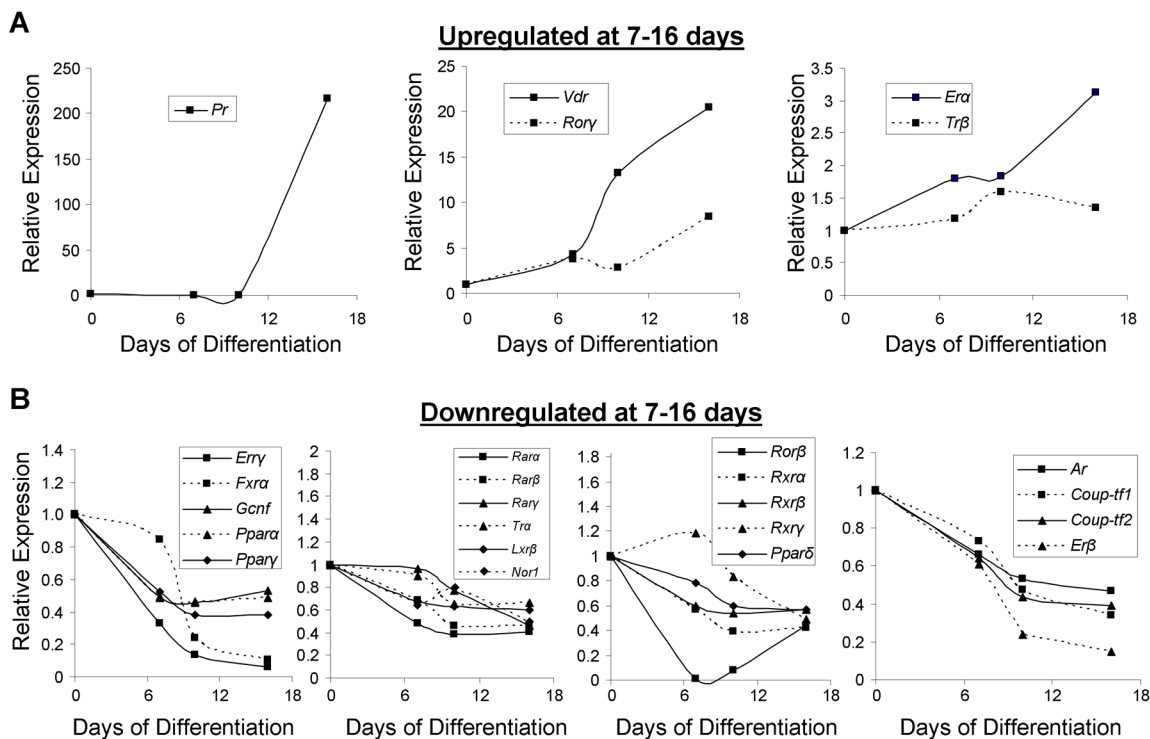 A
Upregulated at 7-16 days
Relative Expression
250
200
150
100
50
0
Pr
0 6 12 18
Days of Differentiation
Relative Expression
25
20
15
10
5
0
Vdr
Rorγ
0 6 12 18
Days of Differentiation
Relative Expression
3.5
3
2.5
2
1.5
1
0.5
0
Erα
Trβ
0 6 12 18
Days of Differentiation
B
Downregulated at 7-16 days
Relative Expression
1.4
1.2
1.0
0.8
0.6
0.4
0.2
0
Errγ
Fxrα
Gcnf
Pparα
Pparγ
0 6 12 18
Days of Differentiation
2
1.8
1.6
1.4
1.2
1
0.8
0.6
0.4
0.2
0
Rarα
Rarβ
Rarγ
Trα
Lxrβ
Nor1
0 6 12 18
Days of Differentiation
1.8
1.6
1.4
1.2
1
0.8
0.6
0.4
0.2
0
Rorβ
Rxrα
Rxrβ
Rxrγ
Pparδ
0 6 12 18
Days of Differentiation
1.2
1
0.8
0.6
0.4
0.2
0
Ar
Coup-tf1
Coup-tf2
Erβ
0 6 12 18
Days of Differentiation